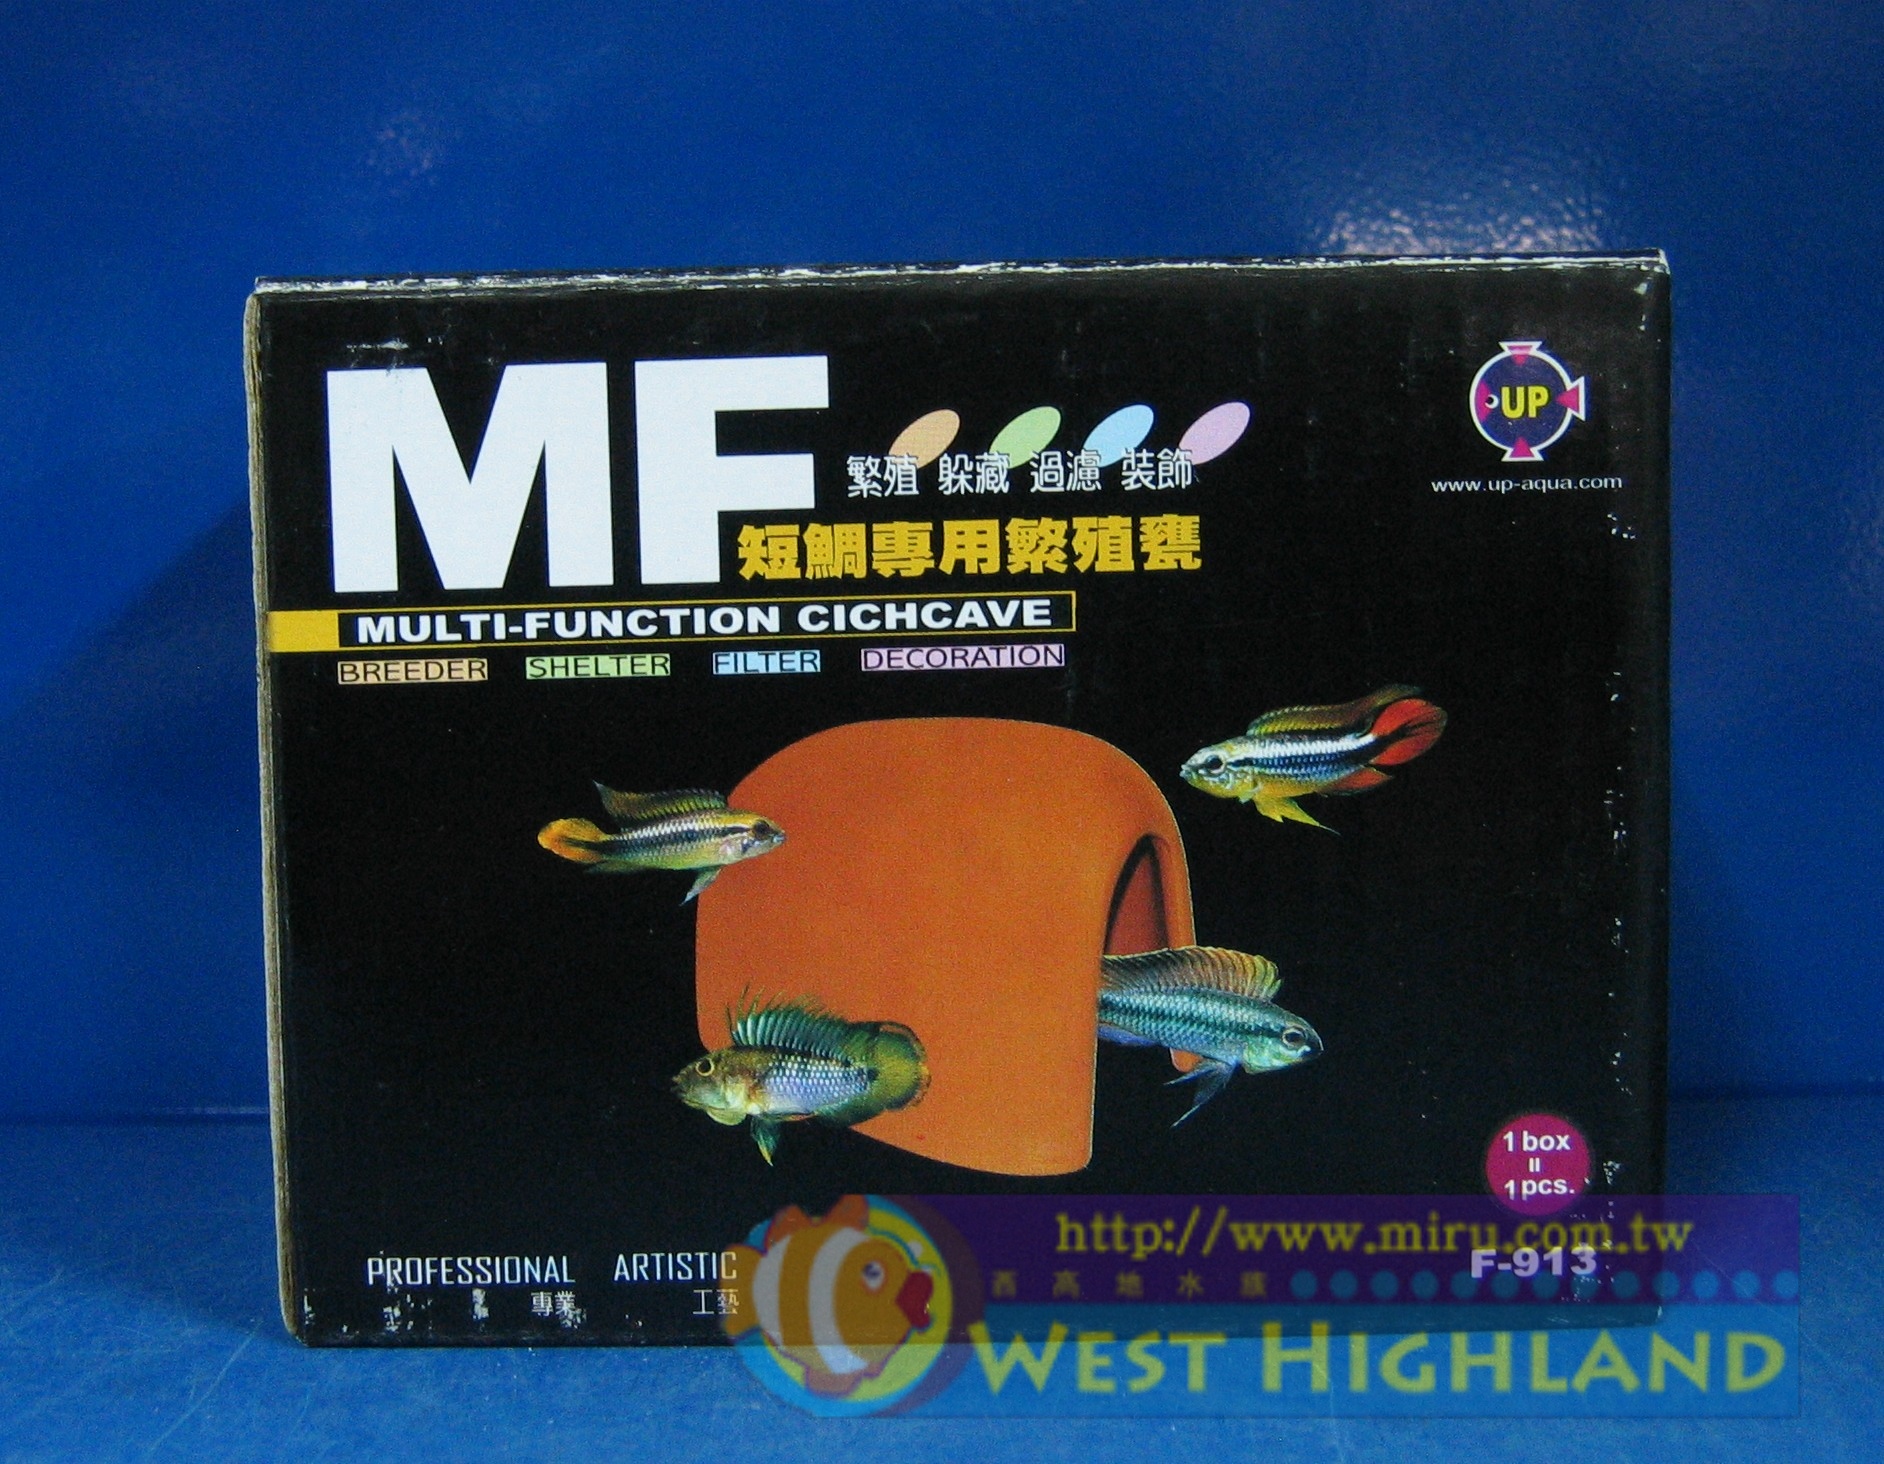 MF
繁殖 躲藏 過濾 裝飾
UP
www.up-aqua.com
短鯛專用繁殖甕
MULTI-FUNCTION CICHCAVE
BREEDER SHELTER FILTER DECORATION
1 box
=
1 pcs.
PROFESSIONAL ARTISTIC
專業 工藝
F-913
http://www.miru.com.tw
西高地水族
WEST HIGHLAND